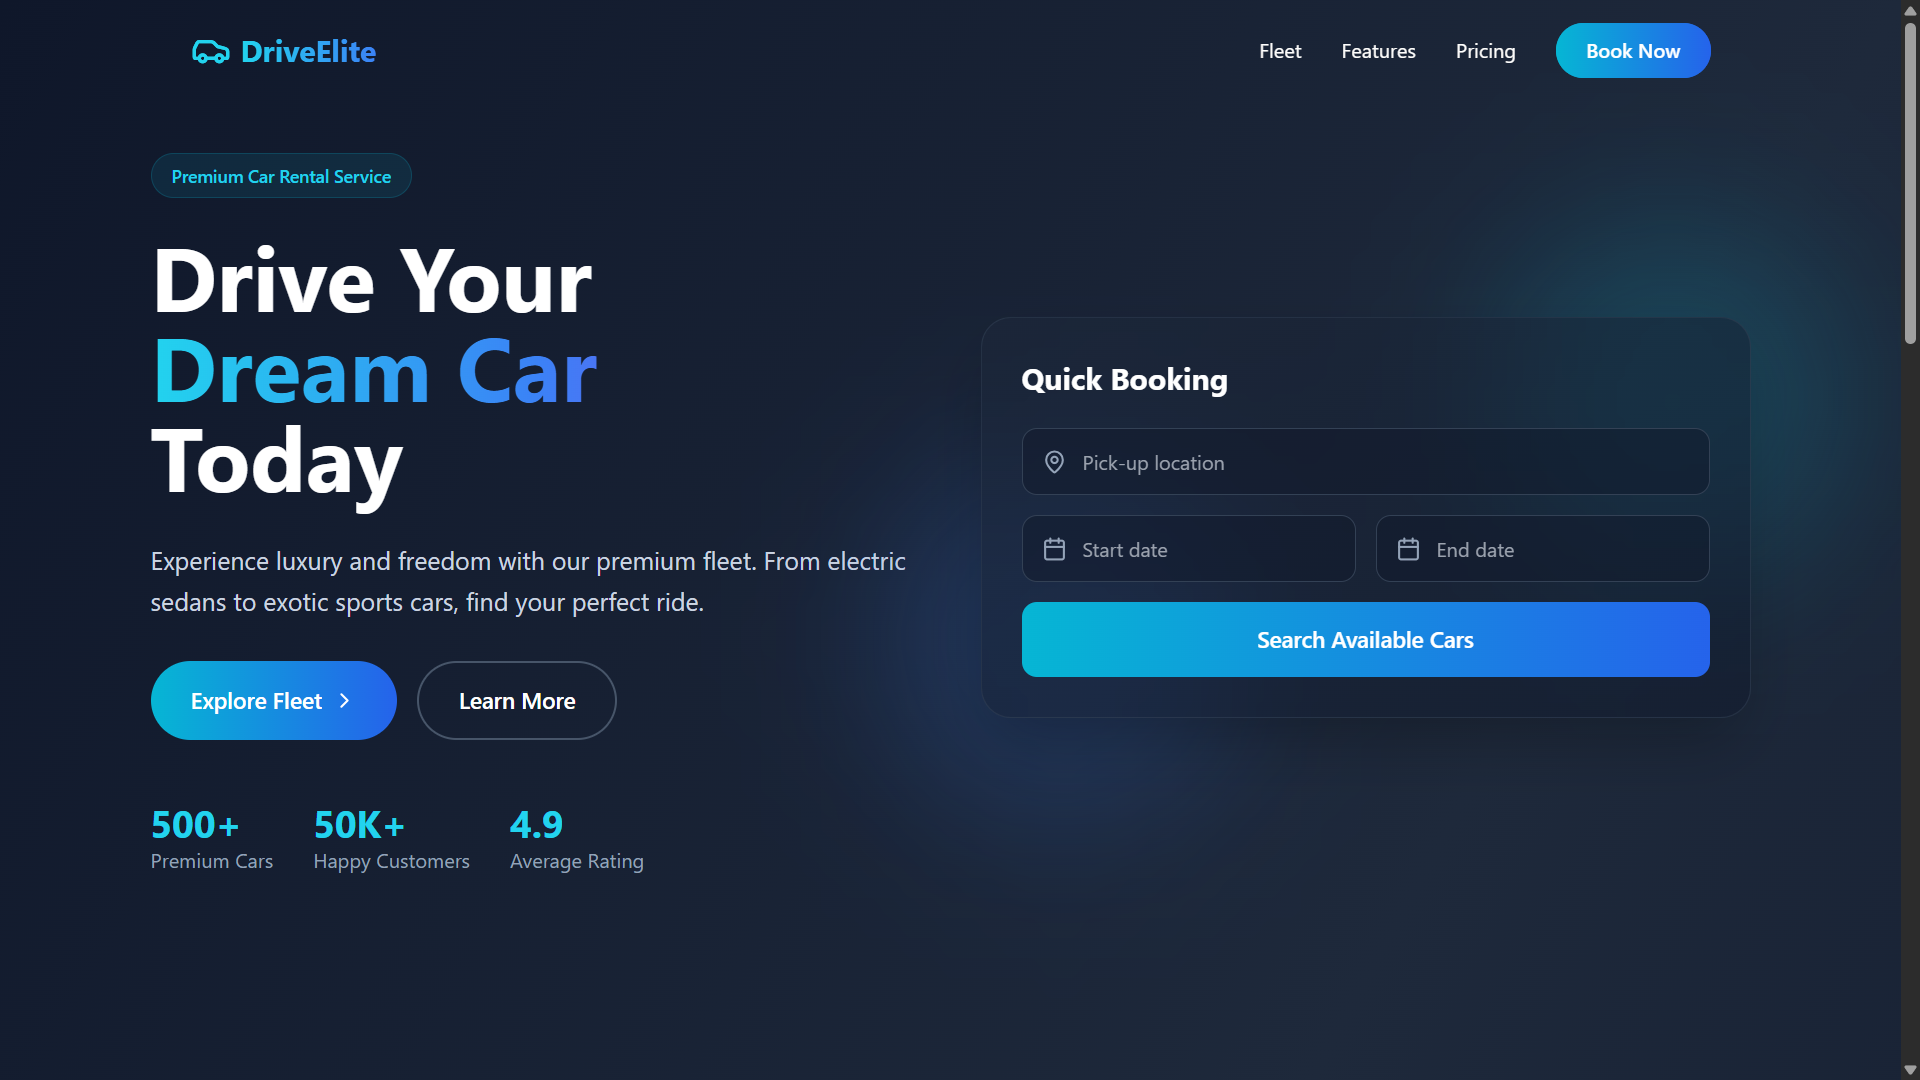 DriveElite
Fleet
Features
Pricing
Book Now
Premium Car Rental Service
Drive Your
Dream Car
Today
Experience luxury and freedom with our premium fleet. From electric
sedans to exotic sports cars, find your perfect ride.
Explore Fleet
Learn More
500+
Premium Cars
50K+
Happy Customers
4.9
Average Rating
Quick Booking
Pick-up location
Start date
End date
Search Available Cars